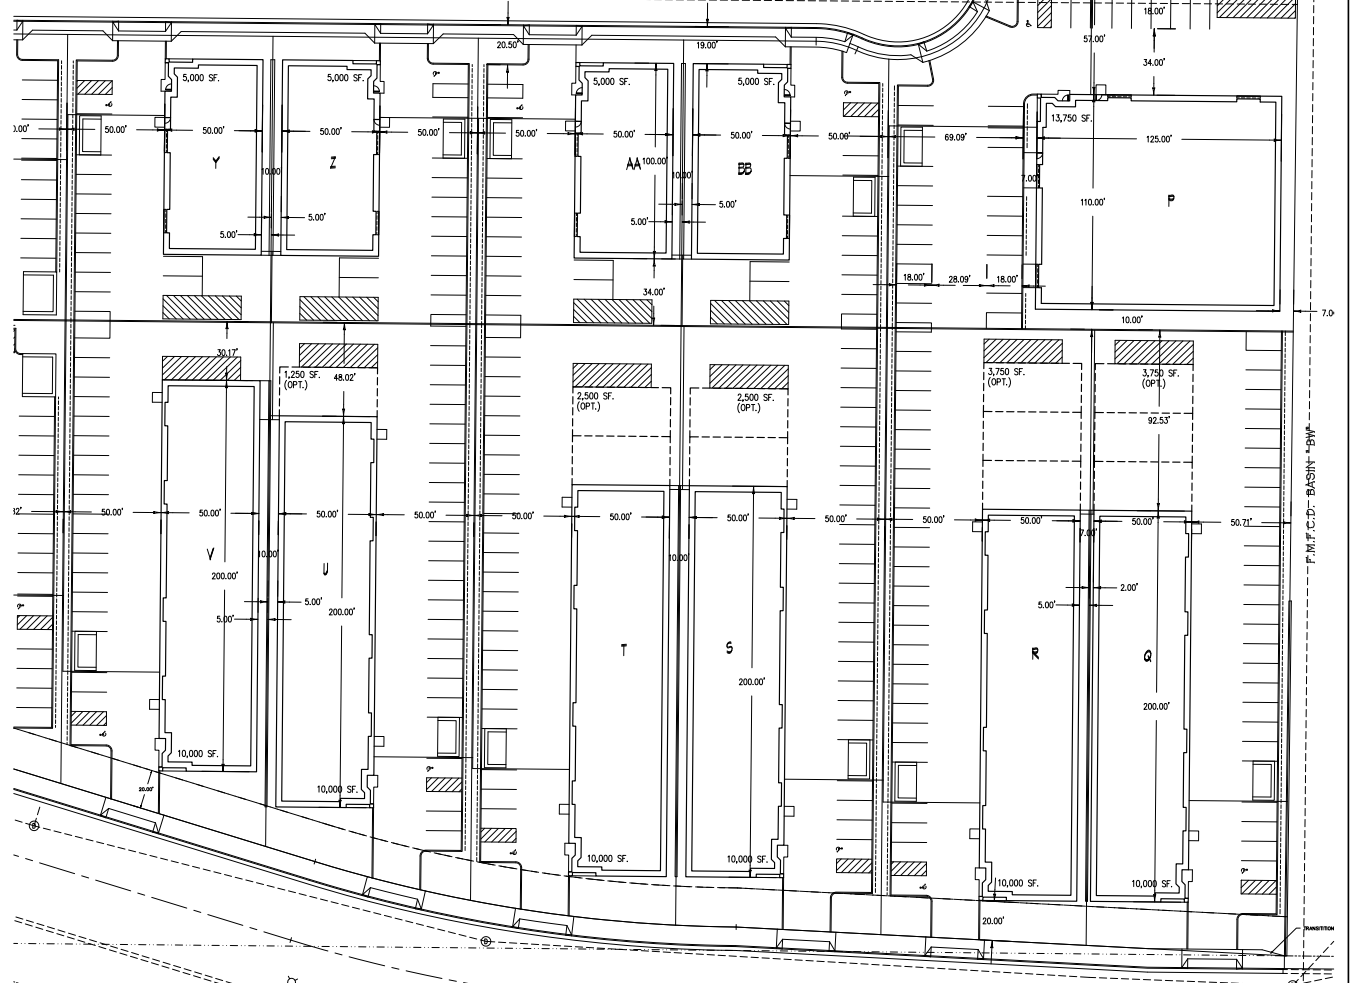 18.00'
20.50'
19.00'
57.00'
34.00'
5,000 SF.
5,000 SF.
5,000 SF.
5,000 SF.
13,750 SF.
50.00'
50.00'
50.00'
50.00'
50.00'
50.00'
50.00'
50.00'
69.09'
125.00'
Y
Z
AA
100.00'
BB
10.00'
10.00'
7.00'
P
110.00'
5.00'
5.00'
5.00'
5.00'
18.00'
28.09'
18.00'
34.00'
10.00'
30.17'
48.02'
1,250 SF.
(OPT.)
2,500 SF.
(OPT.)
2,500 SF.
(OPT.)
3,750 SF.
(OPT.)
3,750 SF.
(OPT.)
92.53'
F.M.F.C.D. BASIN "BW"
50.00'
50.00'
50.00'
50.00'
50.00'
50.00'
50.00'
50.00'
50.00'
50.00'
50.00'
50.71'
V
10.00'
U
10.00'
7.00'
200.00'
5.00'
200.00'
5.00'
2.00'
5.00'
T
S
R
Q
200.00'
200.00'
10,000 SF.
20.00'
10,000 SF.
10,000 SF.
10,000 SF.
10,000 SF.
10,000 SF.
20.00'
TRANSITION